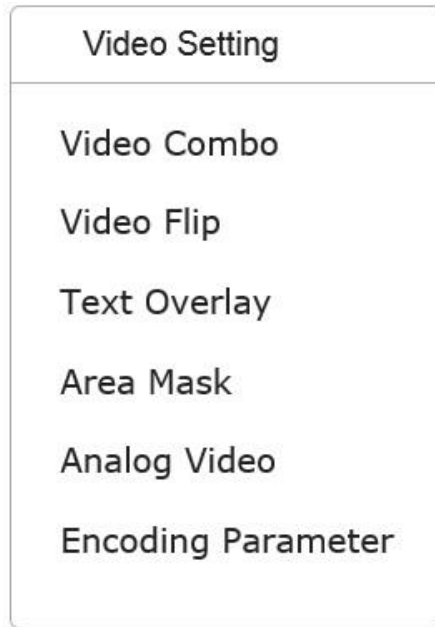 Video Setting
Video Combo
Video Flip
Text Overlay
Area Mask
Analog Video
Encoding Parameter